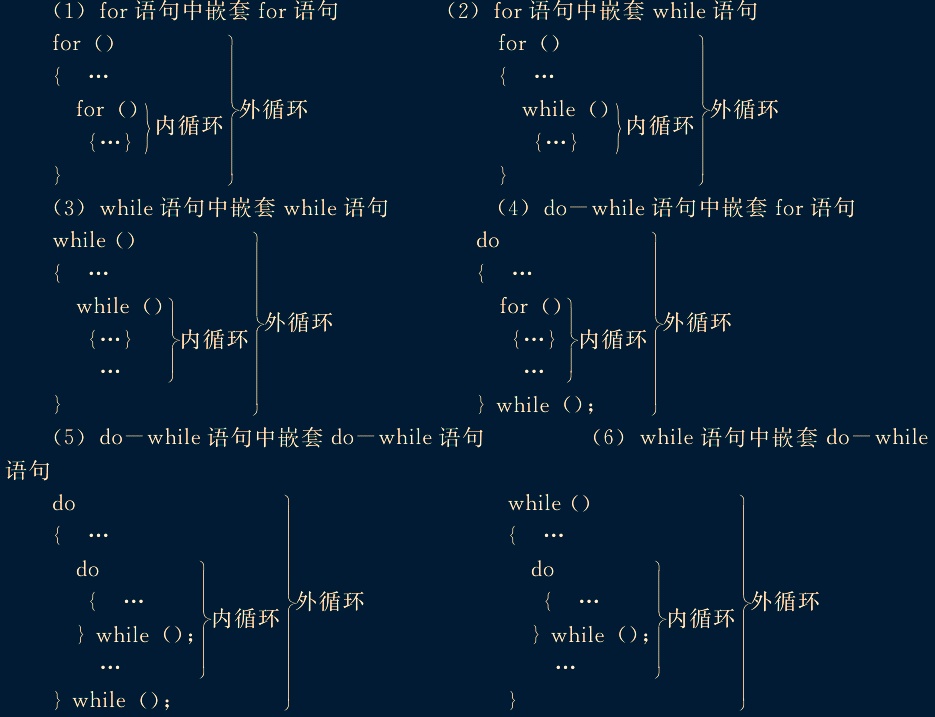 (1) for 语句中嵌套 for 语句
for ()
{ …
for ()
{…}
内循环
外循环
}
(2) for 语句中嵌套 while 语句
for ()
{ …
while ()
{…}
内循环
外循环
}
(3) while 语句中嵌套 while 语句
while ()
{ …
while ()
{…}
…
内循环
外循环
}
(4) do－while 语句中嵌套 for 语句
do
{ …
for ()
{…}
…
内循环
外循环
} while ();
(5) do－while 语句中嵌套 do－while 语句
(6) while 语句中嵌套 do－while
语句
do
{ …
do
{ …
} while ();
…
内循环
外循环
} while ();
while ()
{ …
do
{ …
} while ();
…
内循环
外循环
}